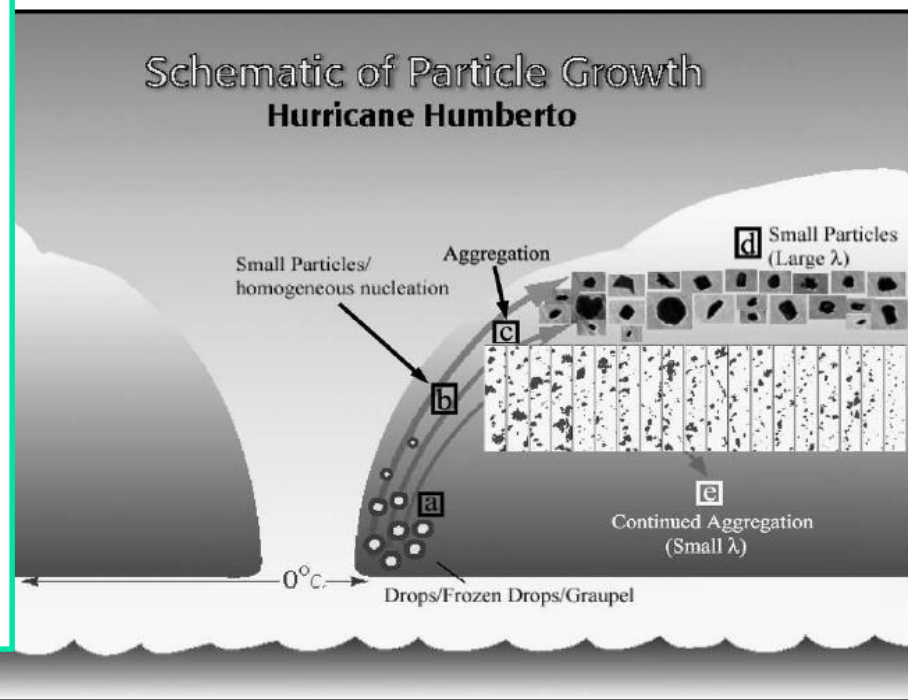 Schematic of Particle Growth
Hurricane Humberto
Aggregation
Small Particles/
homogeneous nucleation
d Small Particles
(Large λ)
c
b
a
e
Continued Aggregation
(Small λ)
0°C.
Drops/Frozen Drops/Graupel